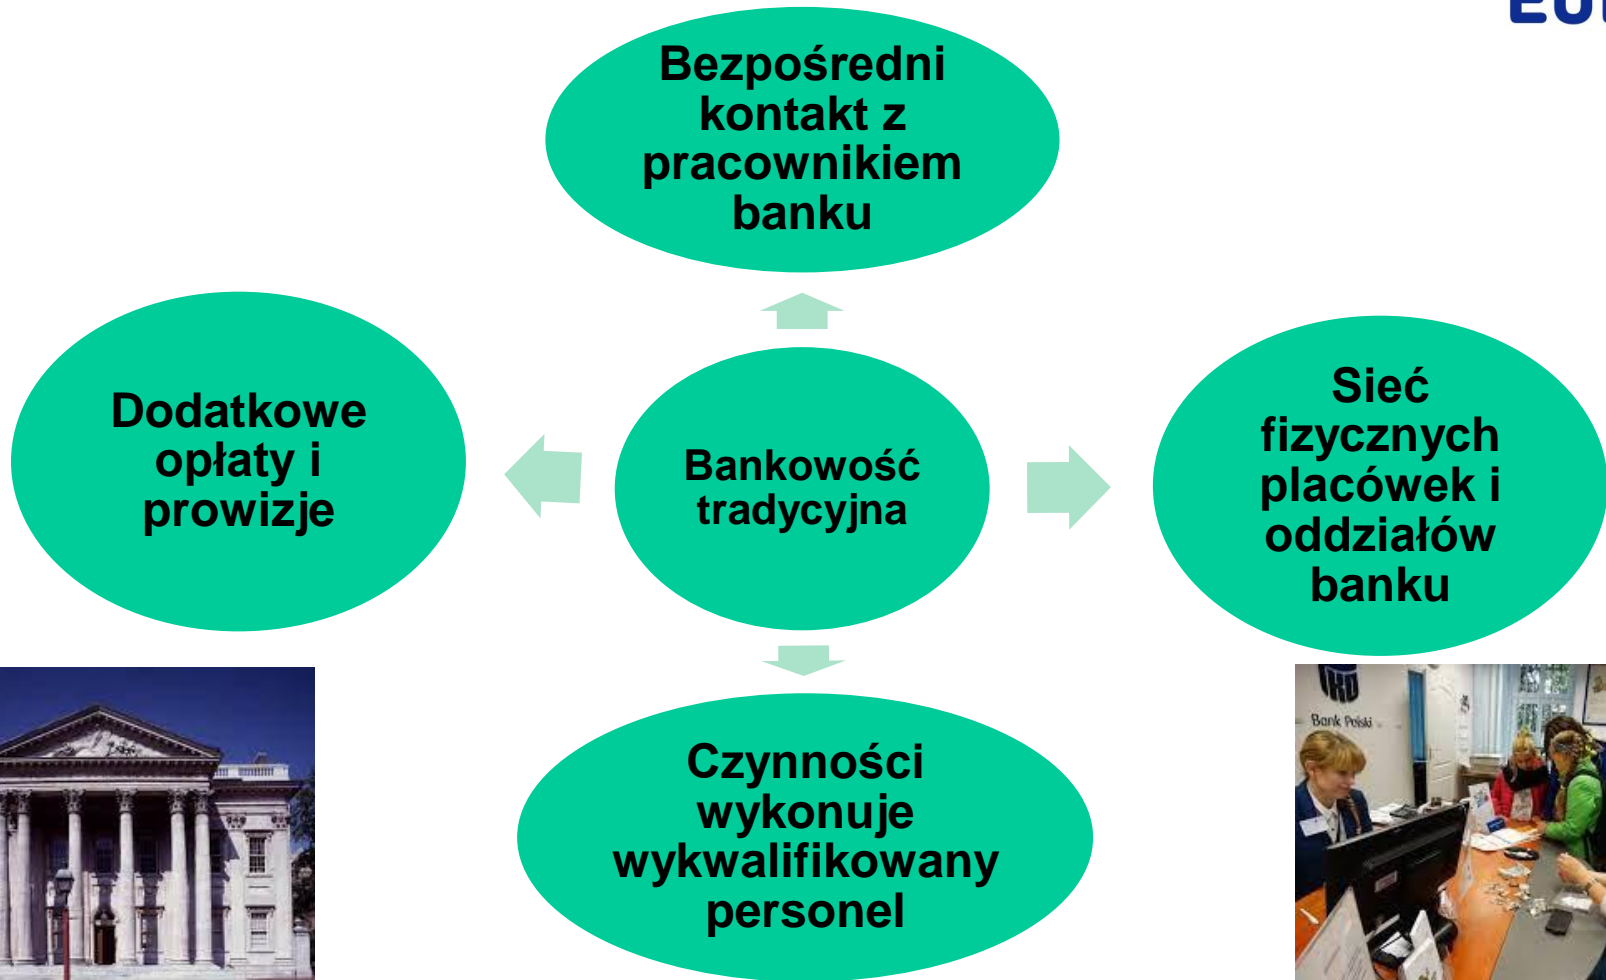 Bezpośredni
kontakt z
pracownikiem
banku
Dodatkowe
opłaty i
prowizje
Bankowość
tradycyjna
Sieć
fizycznych
placówek i
oddziałów
banku
Czynności
wykonuje
wykwalifikowany
personel
Bank Polski